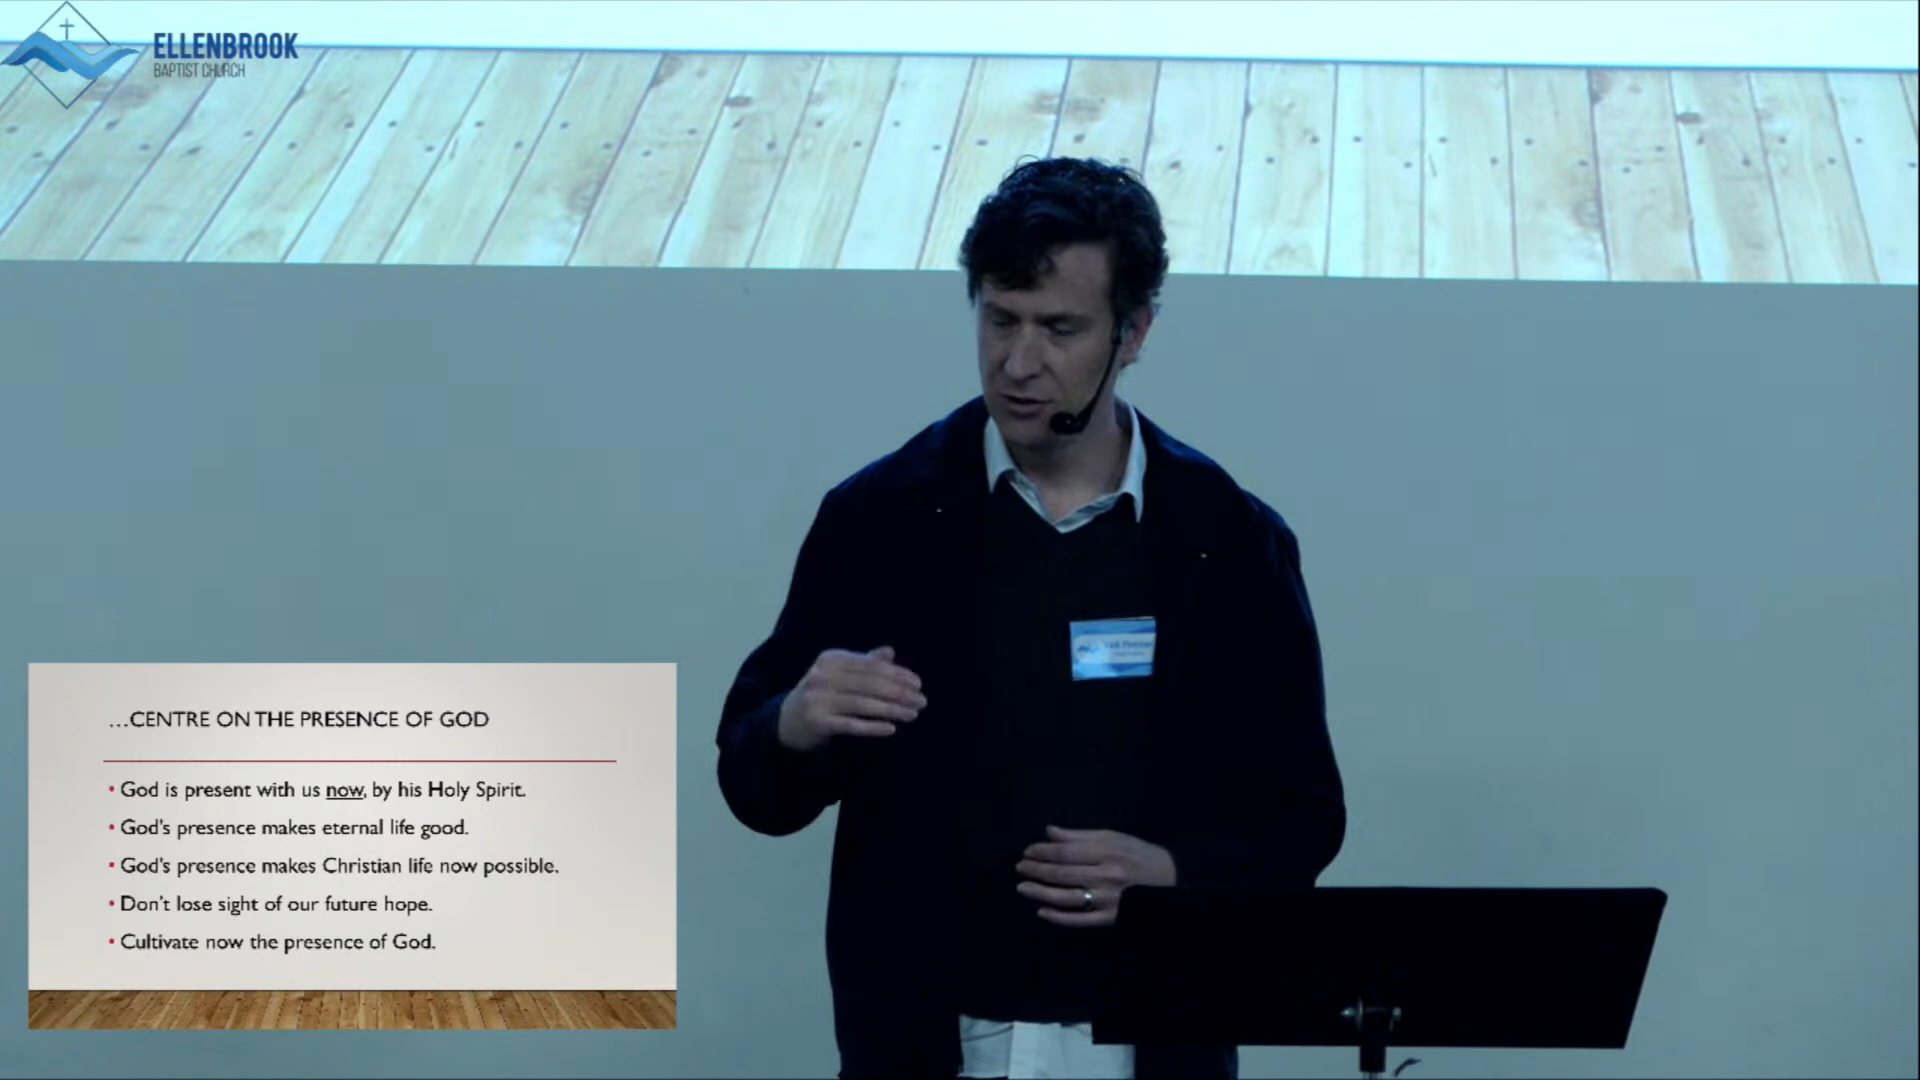 ELLENBROOK
BAPTIST CHURCH
...CENTRE ON THE PRESENCE OF GOD
• God is present with us now, by his Holy Spirit.
• God's presence makes eternal life good.
• God's presence makes Christian life now possible.
• Don't lose sight of our future hope.
• Cultivate now the presence of God.